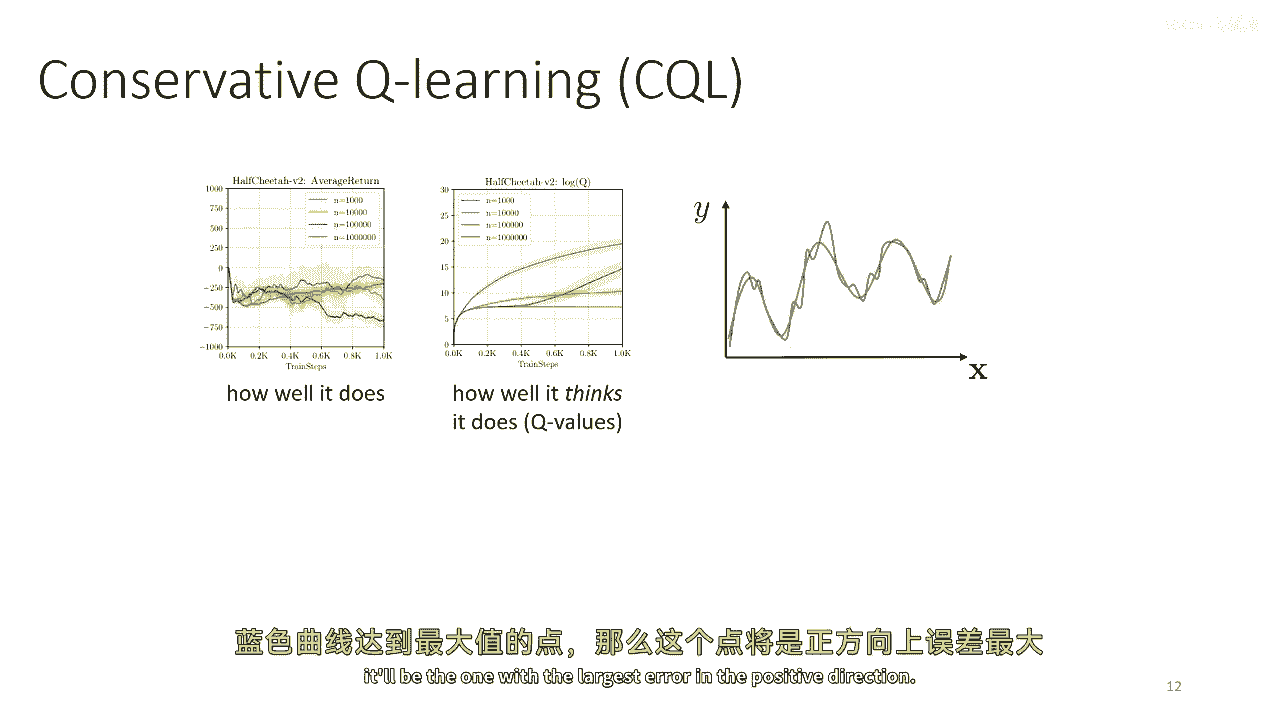 Conservative Q-learning (CQL)
HalfCheetah-v2: AverageReturn
1000
750
500
250
0
−250
−500
−750
−1000
n=1000
n=10000
n=100000
n=1000000
0.0K 0.2K 0.4K 0.6K 0.8K 1.0K
TrainSteps
how well it does
HalfCheetah-v2: log(Q)
30
25
20
15
10
5
0
n=1000
n=10000
n=100000
n=1000000
0.0K 0.2K 0.4K 0.6K 0.8K 1.0K
TrainSteps
how well it thinks
it does (Q-values)
y
x
蓝色曲线达到最大值的点，那么这个点将是正方向上误差最大
it'll be the one with the largest error in the positive direction.
12